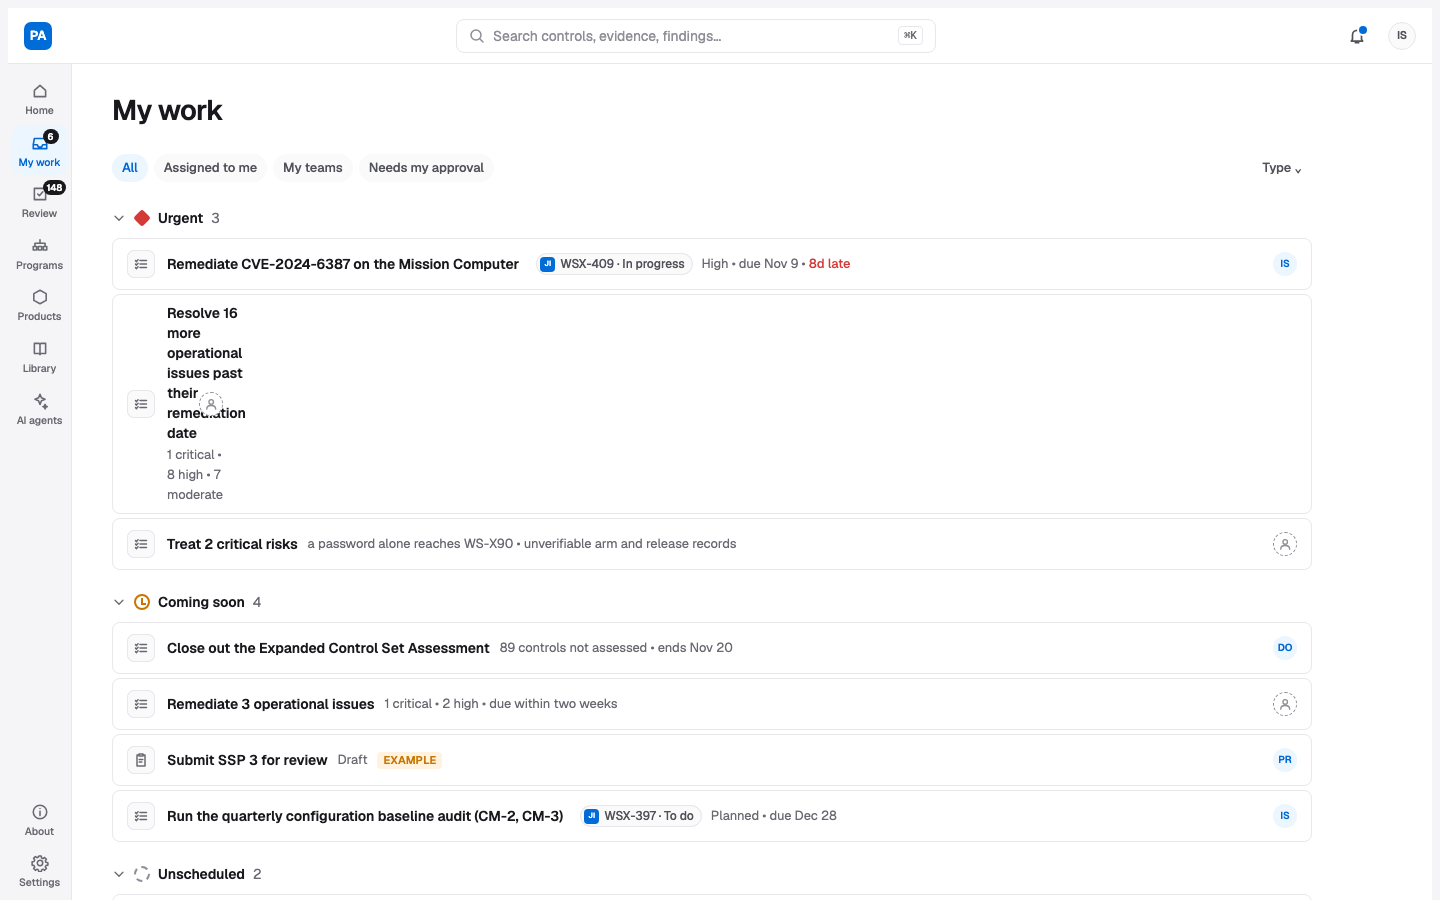 PA
Search controls, evidence, findings...
⌘K
IS
Home
6
My work
148
Review
Programs
Products
Library
AI agents
About
Settings
My work
All
Assigned to me
My teams
Needs my approval
Type
Urgent 3
Remediate CVE-2024-6387 on the Mission Computer
JI WSX-409 · In progress
High • due Nov 9 • 8d late
IS
Resolve 16
more
operational
issues past
their
remediation
date
1 critical •
8 high • 7
moderate
Treat 2 critical risks
a password alone reaches WS-X90 • unverifiable arm and release records
Coming soon 4
Close out the Expanded Control Set Assessment
89 controls not assessed • ends Nov 20
DO
Remediate 3 operational issues
1 critical • 2 high • due within two weeks
Submit SSP 3 for review
Draft
EXAMPLE
PR
Run the quarterly configuration baseline audit (CM-2, CM-3)
JI WSX-397 · To do
Planned • due Dec 28
IS
Unscheduled 2